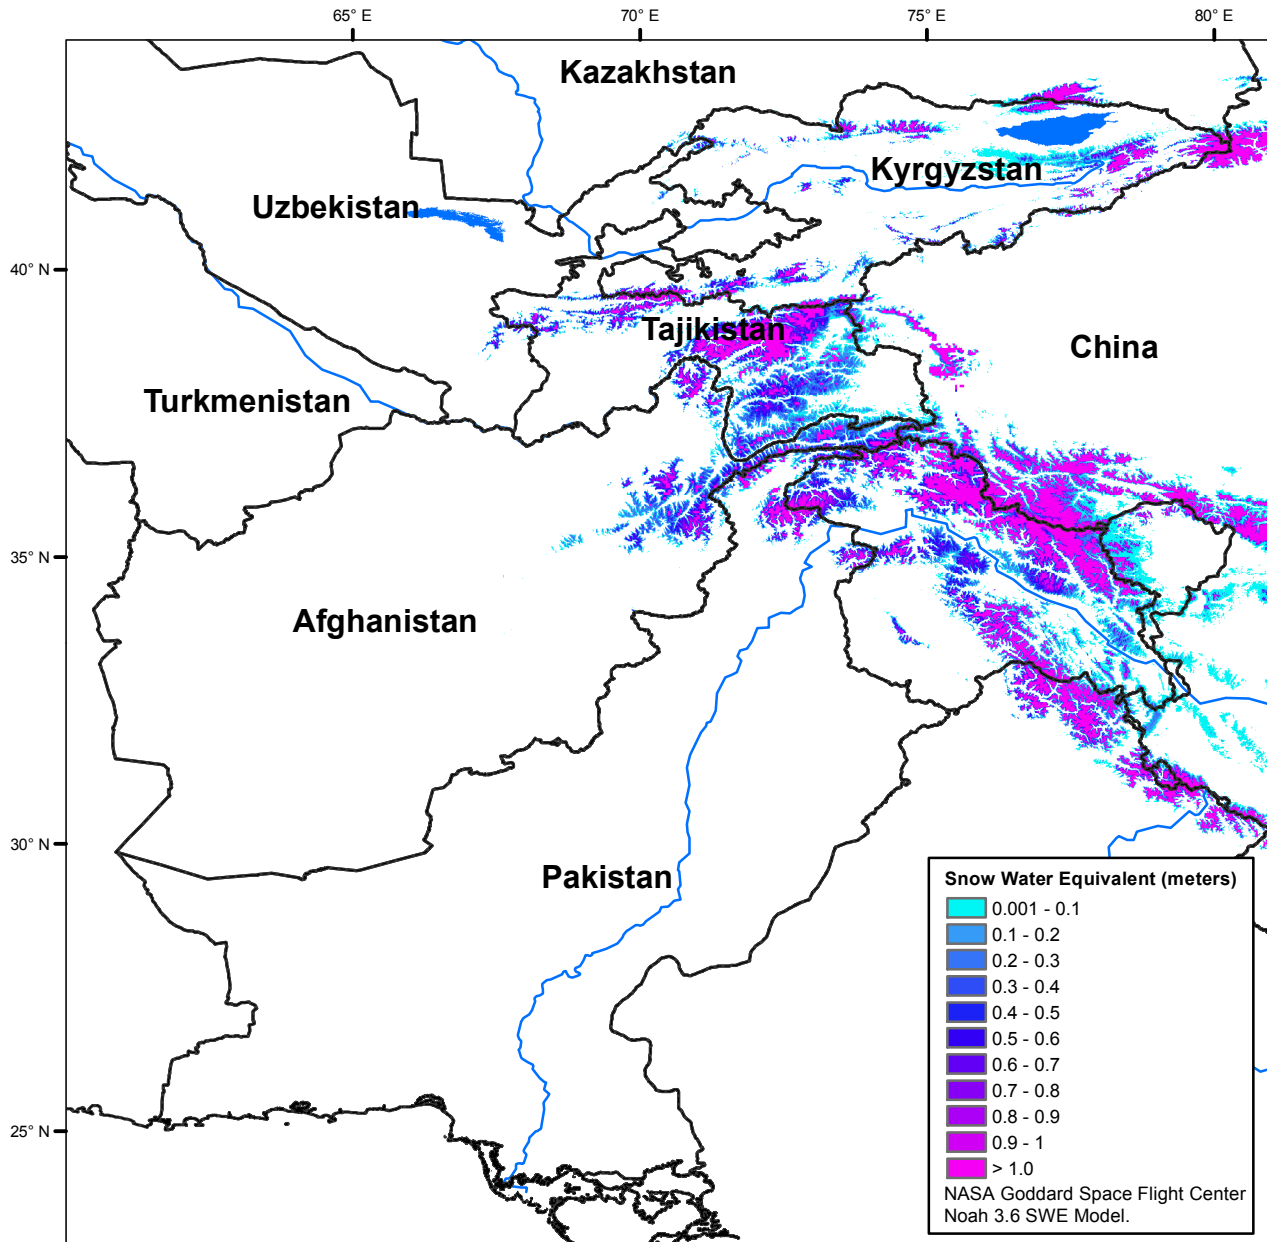 65° E
70° E
75° E
80° E
Kazakhstan
Kyrgyzstan
Uzbekistan
40° N
Tajikistan
China
Turkmenistan
35° N
Afghanistan
30° N
Pakistan
25° N
Snow Water Equivalent (meters)
0.001 - 0.1
0.1 - 0.2
0.2 - 0.3
0.3 - 0.4
0.4 - 0.5
0.5 - 0.6
0.6 - 0.7
0.7 - 0.8
0.8 - 0.9
0.9 - 1
> 1.0
NASA Goddard Space Flight Center
Noah 3.6 SWE Model.